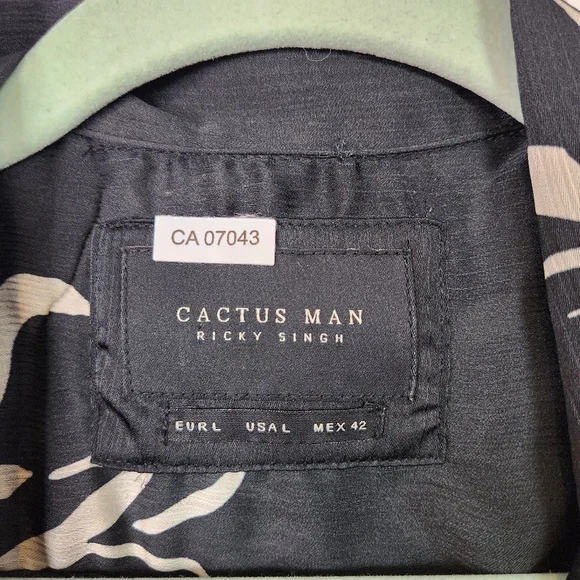 CA 07043
CACTUS MAN
RICKY SINGH
EUR L USA L MEX 42